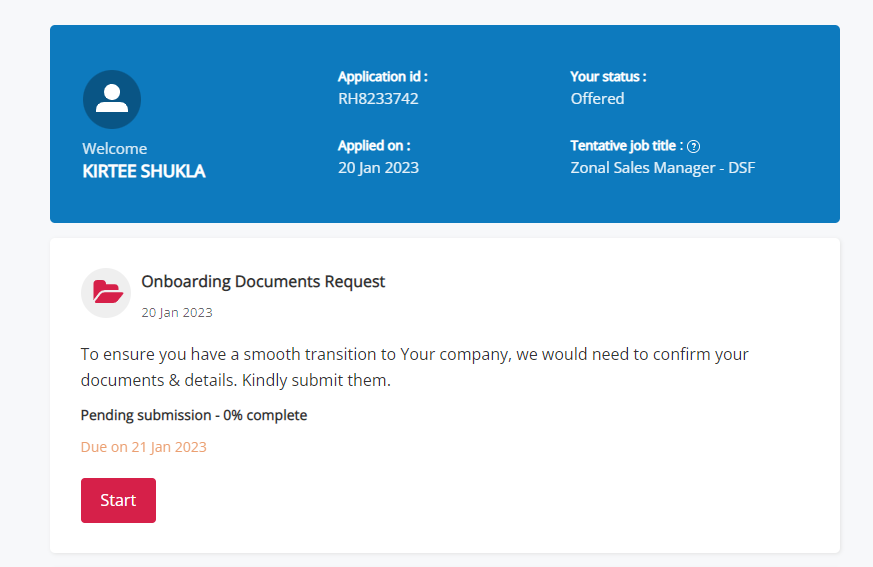 Welcome
KIRTEE SHUKLA
Application id :
RH8233742
Applied on :
20 Jan 2023
Your status :
Offered
Tentative job title : ?
Zonal Sales Manager - DSF
Onboarding Documents Request
20 Jan 2023
To ensure you have a smooth transition to Your company, we would need to confirm your
documents & details. Kindly submit them.
Pending submission - 0% complete
Due on 21 Jan 2023
Start